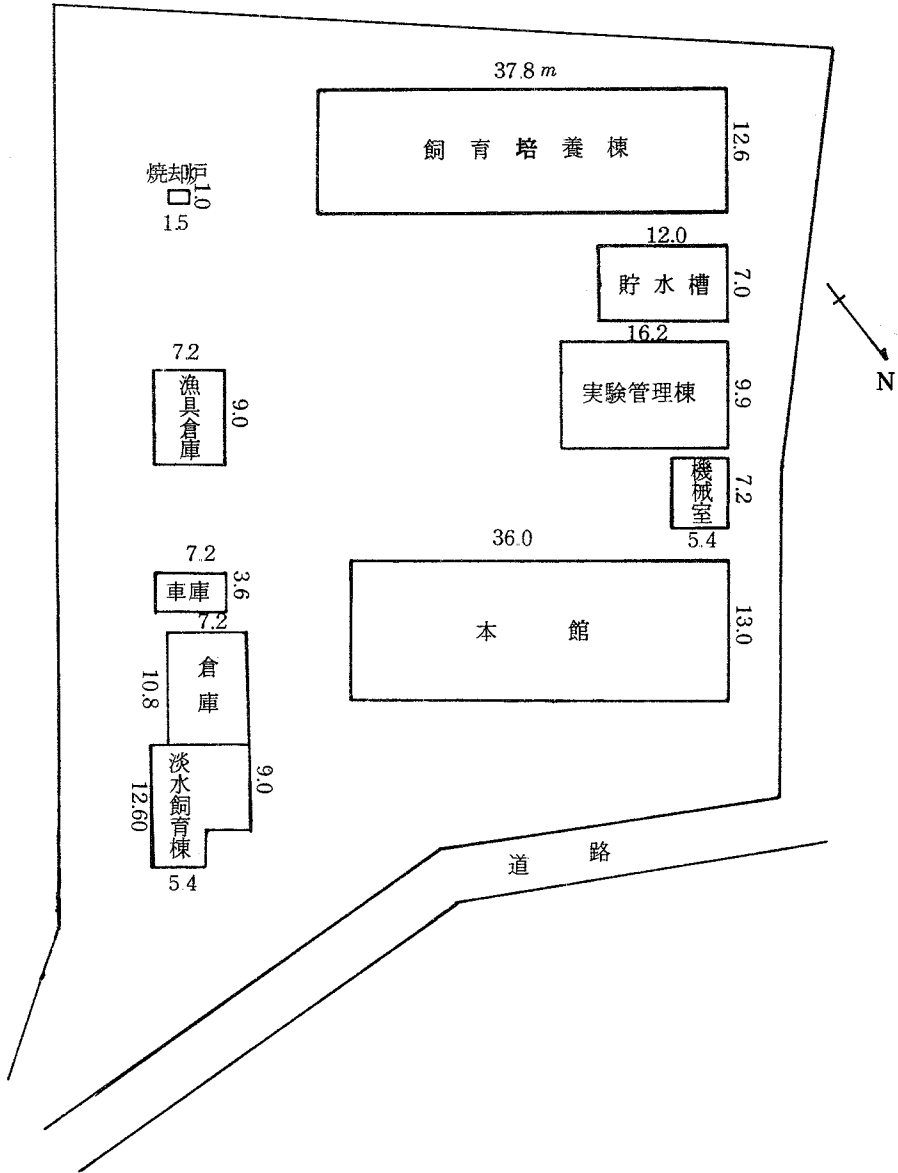 37.8 m
飼育培養棟
12.6
焼却炉
1.0
1.5
12.0
貯水槽
7.0
16.2
実験管理棟
9.9
N
7.2
漁具倉庫
9.0
機械室
7.2
5.4
36.0
本館
13.0
7.2
車庫
3.6
7.2
倉庫
10.8
淡水飼育棟
9.0
12.60
5.4
道路